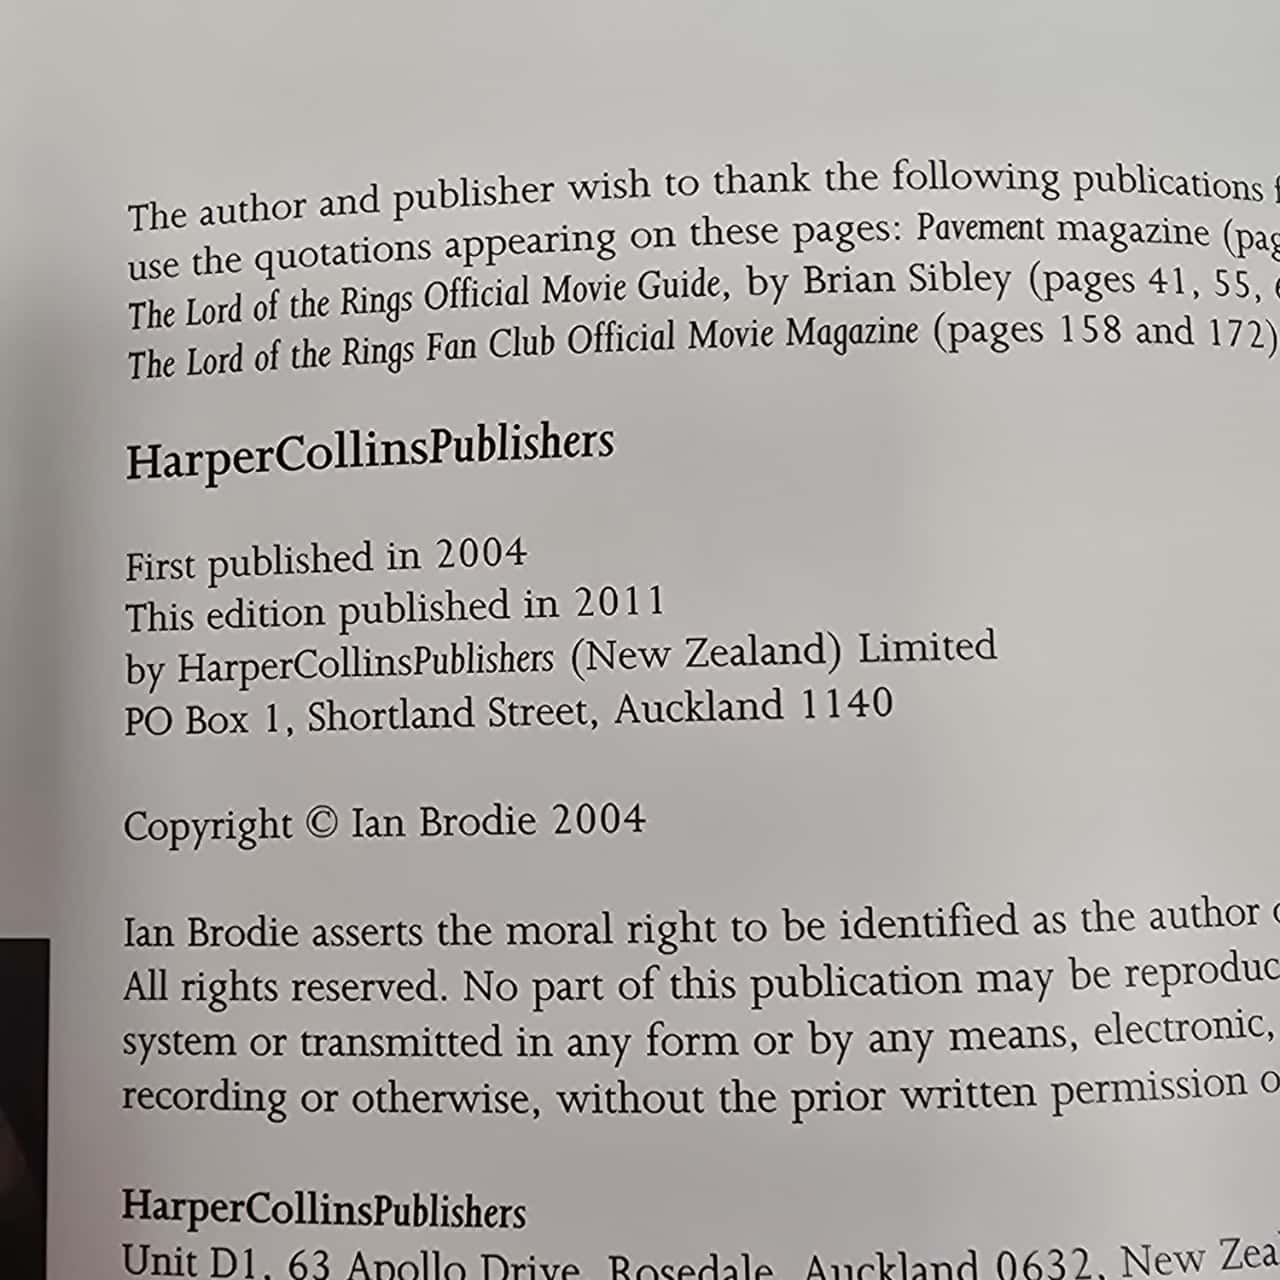 The author and publisher wish to thank the following publications
use the quotations appearing on these pages: Pavement magazine
The Lord of the Rings Official Movie Guide, by Brian Sibley (pages 41, 55,
The Lord of the Rings Fan Club Official Movie Magazine (pages 158 and 172)
HarperCollinsPublishers
First published in 2004
This edition published in 2011
by HarperCollinsPublishers (New Zealand) Limited
PO Box 1, Shortland Street, Auckland 1140
Copyright © Ian Brodie 2004
Ian Brodie asserts the moral right to be identified as the author
All rights reserved. No part of this publication may be reproduc
system or transmitted in any form or by any means, electronic,
recording or otherwise, without the prior written permission
HarperCollinsPublishers
Unit D1, 63 Apollo Drive, Rosedale, Auckland 0632, New Zea